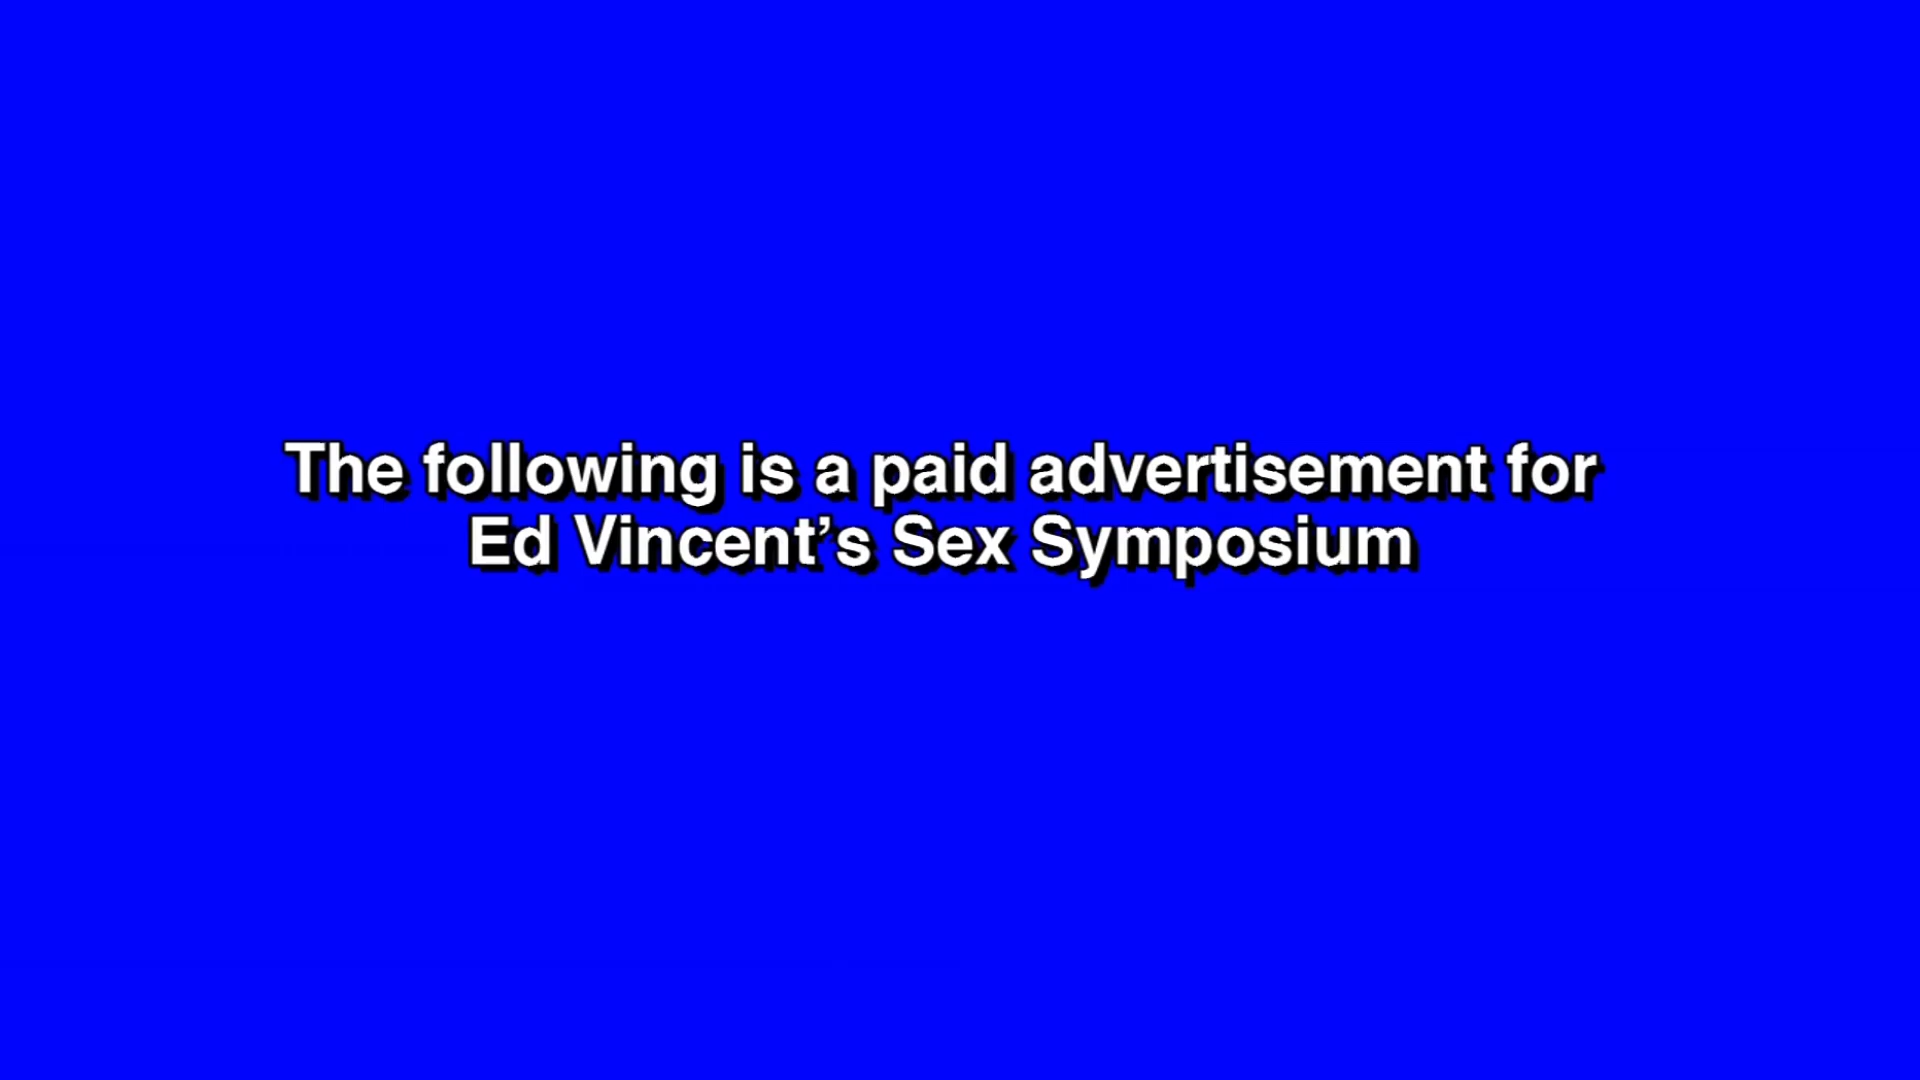 The following is a paid advertisement for
Ed Vincent’s Sex Symposium